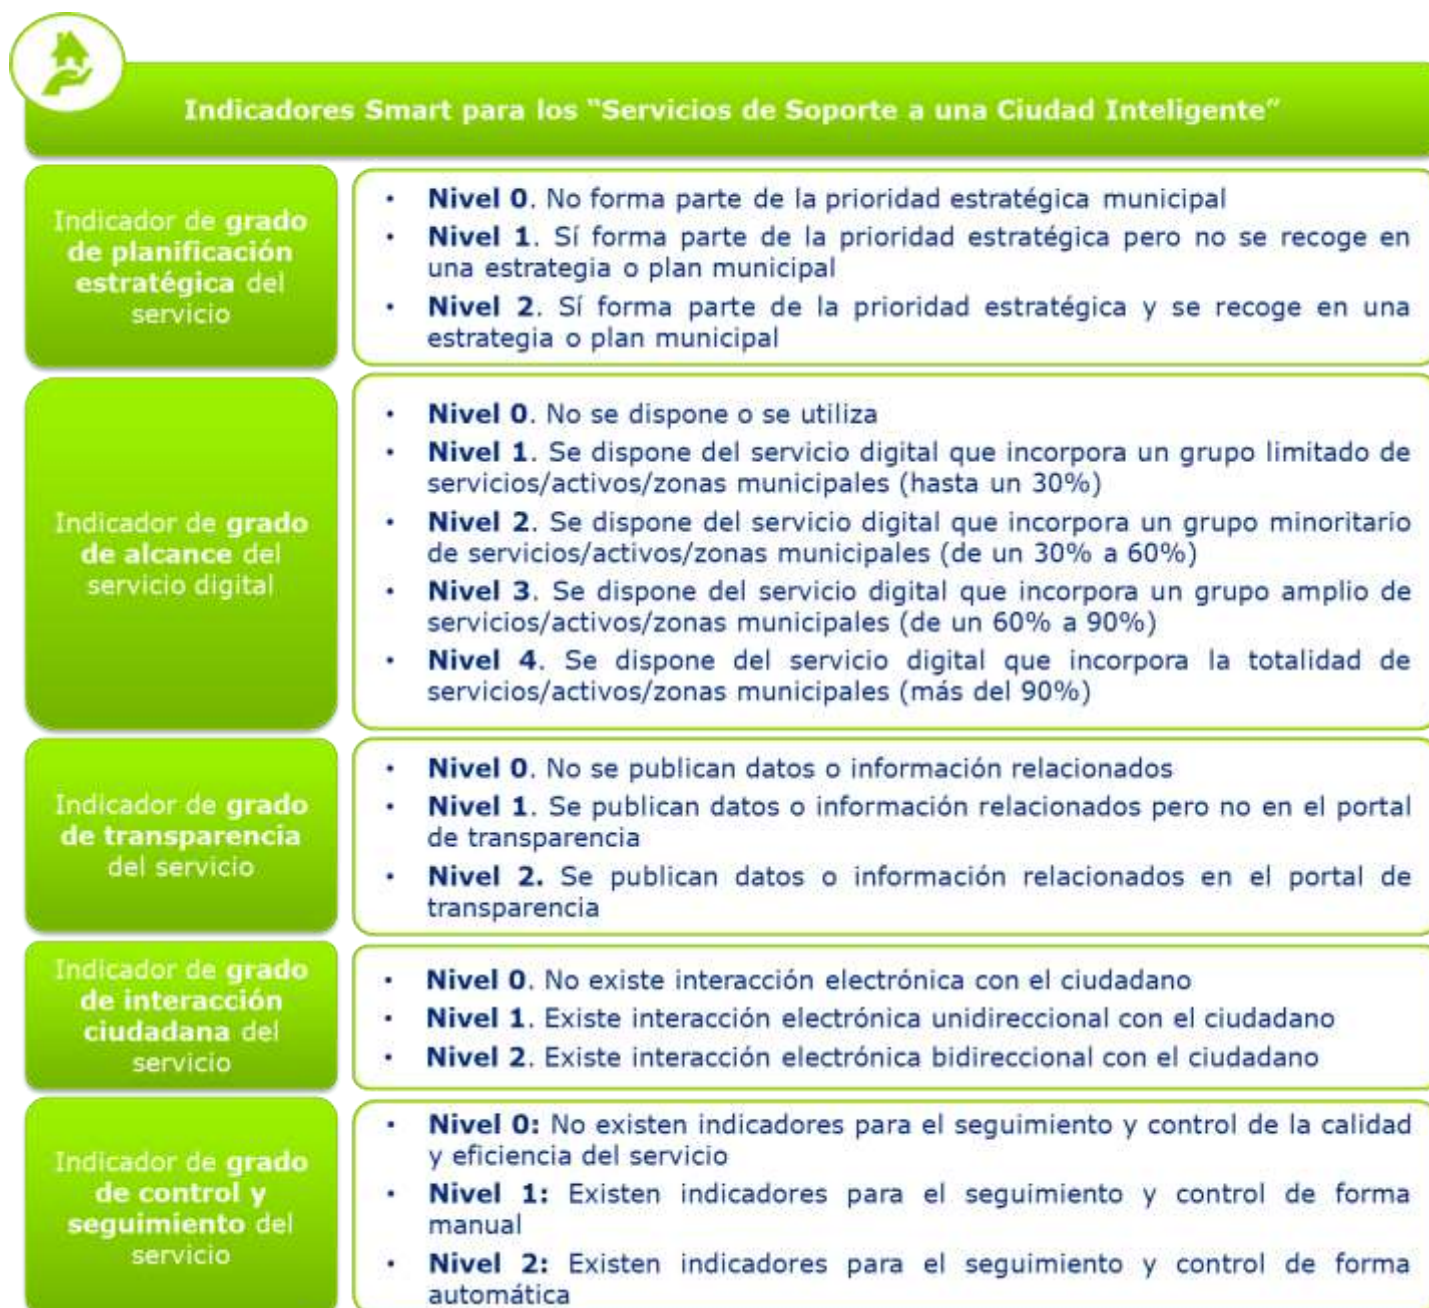 Indicadores Smart para los “Servicios de Soporte a una Ciudad Inteligente”
Indicador de grado
de planificación
estratégica del
servicio
• Nivel 0. No forma parte de la prioridad estratégica municipal
• Nivel 1. Sí forma parte de la prioridad estratégica pero no se recoge en
una estrategia o plan municipal
• Nivel 2. Sí forma parte de la prioridad estratégica y se recoge en una
estrategia o plan municipal
Indicador de grado
de alcance del
servicio digital
• Nivel 0. No se dispone o se utiliza
• Nivel 1. Se dispone del servicio digital que incorpora un grupo limitado de
servicios/activos/zonas municipales (hasta un 30%)
• Nivel 2. Se dispone del servicio digital que incorpora un grupo minoritario
de servicios/activos/zonas municipales (de un 30% a 60%)
• Nivel 3. Se dispone del servicio digital que incorpora un grupo amplio de
servicios/activos/zonas municipales (de un 60% a 90%)
• Nivel 4. Se dispone del servicio digital que incorpora la totalidad de
servicios/activos/zonas municipales (más del 90%)
Indicador de grado
de transparencia
del servicio
• Nivel 0. No se publican datos o información relacionados
• Nivel 1. Se publican datos o información relacionados pero no en el portal
de transparencia
• Nivel 2. Se publican datos o información relacionados en el portal de
transparencia
Indicador de grado
de interacción
ciudadana del
servicio
• Nivel 0. No existe interacción electrónica con el ciudadano
• Nivel 1. Existe interacción electrónica unidireccional con el ciudadano
• Nivel 2. Existe interacción electrónica bidireccional con el ciudadano
Indicador de grado
de control y
seguimiento del
servicio
• Nivel 0: No existen indicadores para el seguimiento y control de la calidad
y eficiencia del servicio
• Nivel 1: Existen indicadores para el seguimiento y control de forma
manual
• Nivel 2: Existen indicadores para el seguimiento y control de forma
automática